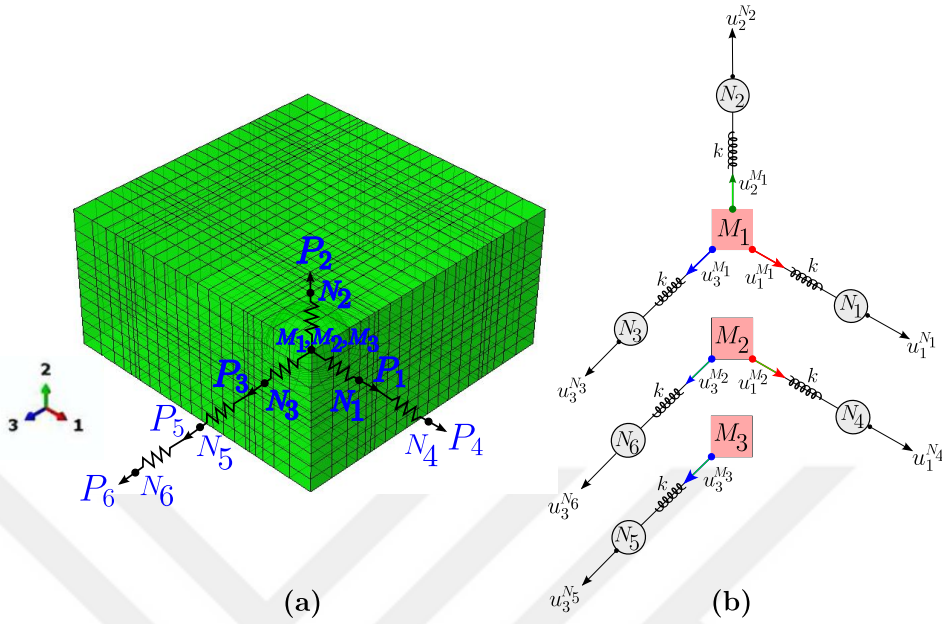 P₂
N₂
M₁,M₂,M₃
P₃
P₁
N₃
N₁
P₅
N₅
N₄
P₄
P₆
N₆
2
3
1
(a)
u₂^{N₂}
N₂
k
u₂^{M₁}
M₁
u₃^{M₁}
u₁^{M₁}
k
k
N₃
N₁
u₃^{N₃}
u₁^{N₁}
M₂
u₃^{M₂}
u₁^{M₂}
k
k
N₆
N₄
u₃^{N₆}
u₁^{N₄}
M₃
u₃^{M₃}
k
N₅
u₃^{N₅}
(b)